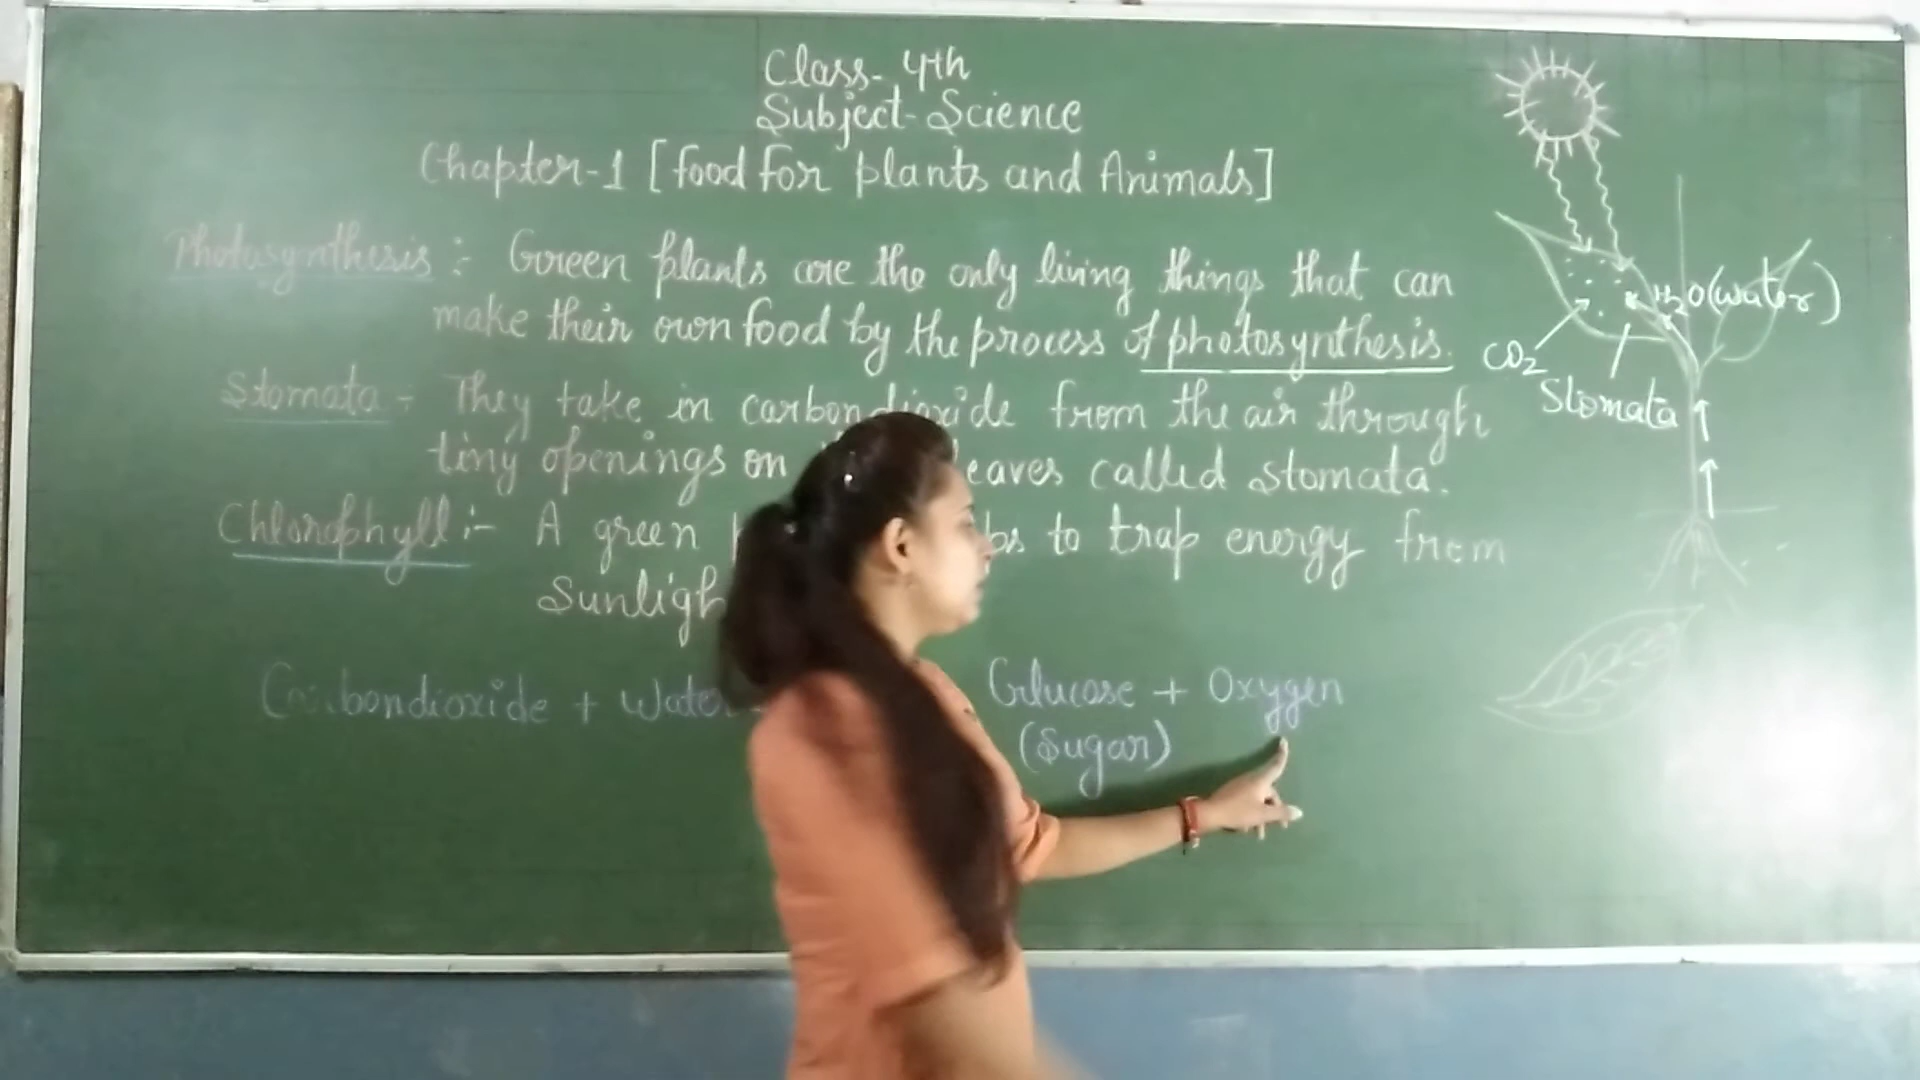 Class- 4th
Subject- Science
Chapter-1 [food for plants and Animals]
Photosynthesis :- Green plants are the only living things that can
make their own food by the process of photosynthesis.
Stomata :- They take in carbondioxide from the air through
tiny openings on leaves called stomata.
Chlorophyll :- A green to trap energy from
Carbondioxide + Water Glucose + Oxygen
(Sugar)
H2O (water)
CO2
Stomata